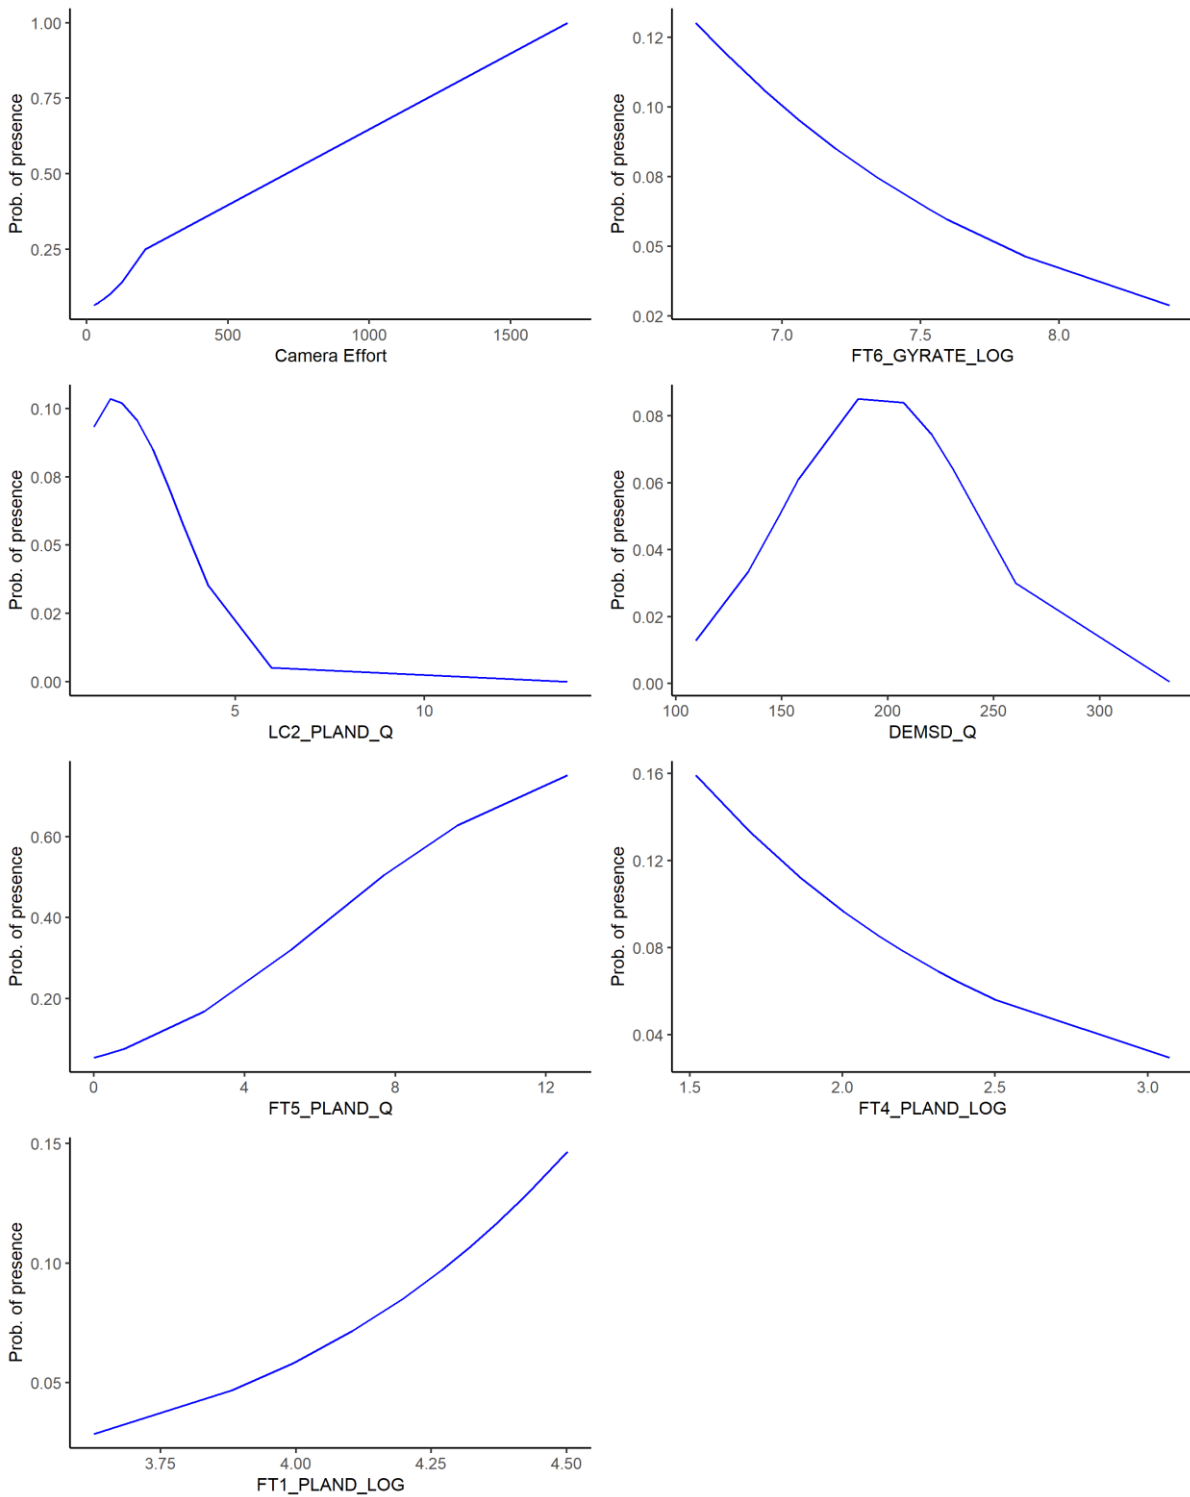 Prob. of presence
1.00
0.75
0.50
0.25
0 500 1000 1500
Camera Effort
Prob. of presence
0.12
0.10
0.08
0.05
0.02
7.0 7.5 8.0
FT6_GYRATE_LOG
Prob. of presence
0.10
0.08
0.05
0.02
0.00
5 10
LC2_PLAND_Q
Prob. of presence
0.08
0.06
0.04
0.02
0.00
100 150 200 250 300
DEMSD_Q
Prob. of presence
0.60
0.40
0.20
0 4 8 12
FT5_PLAND_Q
Prob. of presence
0.16
0.12
0.08
0.04
1.5 2.0 2.5 3.0
FT4_PLAND_LOG
Prob. of presence
0.15
0.10
0.05
3.75 4.00 4.25 4.50
FT1_PLAND_LOG